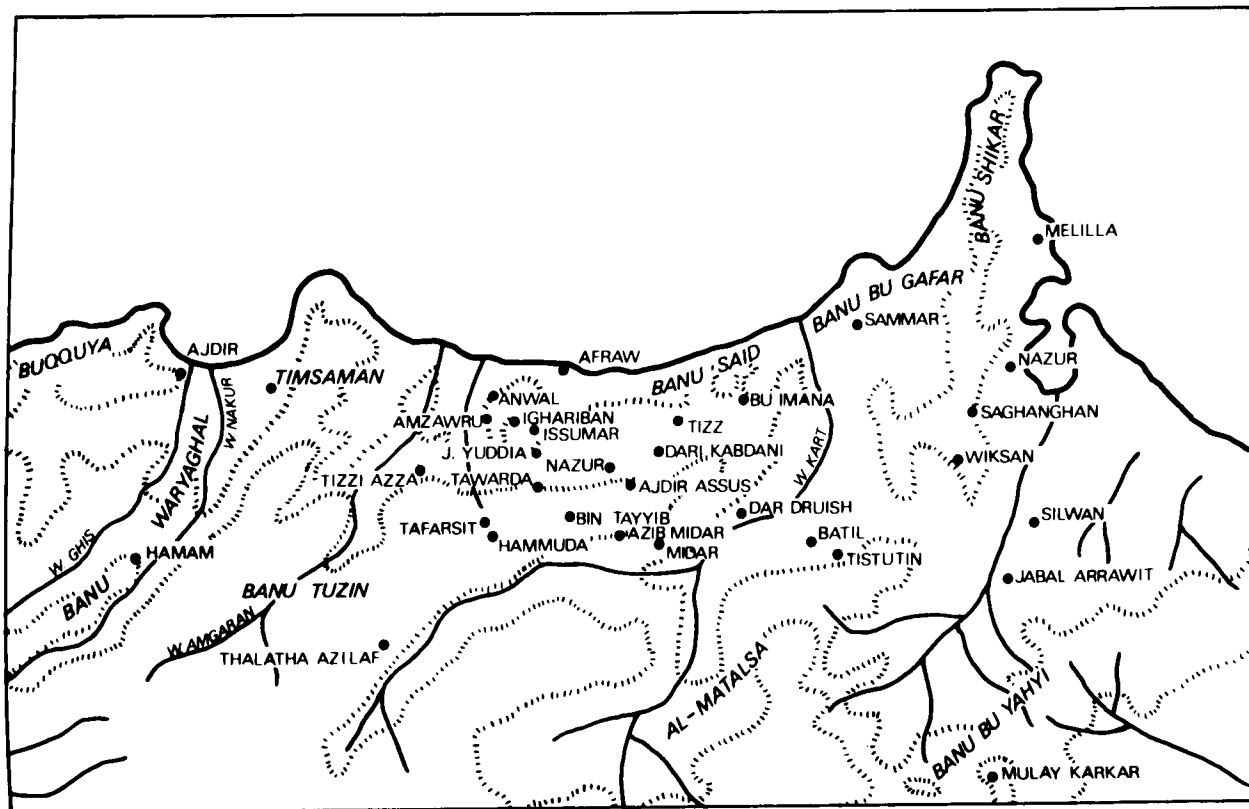 BANU SHIKAR
MELILLA
BANU BU GAFAR
SAMMAR
BUQQUYA
AJDIR
TIMSAMAN
AFRAW
BANU SAID
NAZUR
W. NAKUR
ANWAL
BU IMANA
AMZAWRU
IGHARIBAN
TIZZ
SAGHANGHAN
ISSUMAR
J. YUDDIA
DARI KABDANI
W. KART
WIKSAN
NAZUR
TIZZI AZZA
TAWARDA
AJDIR ASSUS
BANU WARYAGHAL
W. GHIS
TAFARSIT
BIN TAYYIB
DAR DRUISH
SILWAN
HAMMUDA
AZIB MIDAR
BATIL
HAMAM
MIDAR
TISTUTIN
BANU TUZIN
JABAL ARRAWIT
W. AMGARAN
THALATHA AZILAF
AL-MATALSA
BANU BU YAHYI
MULAY KARKAR